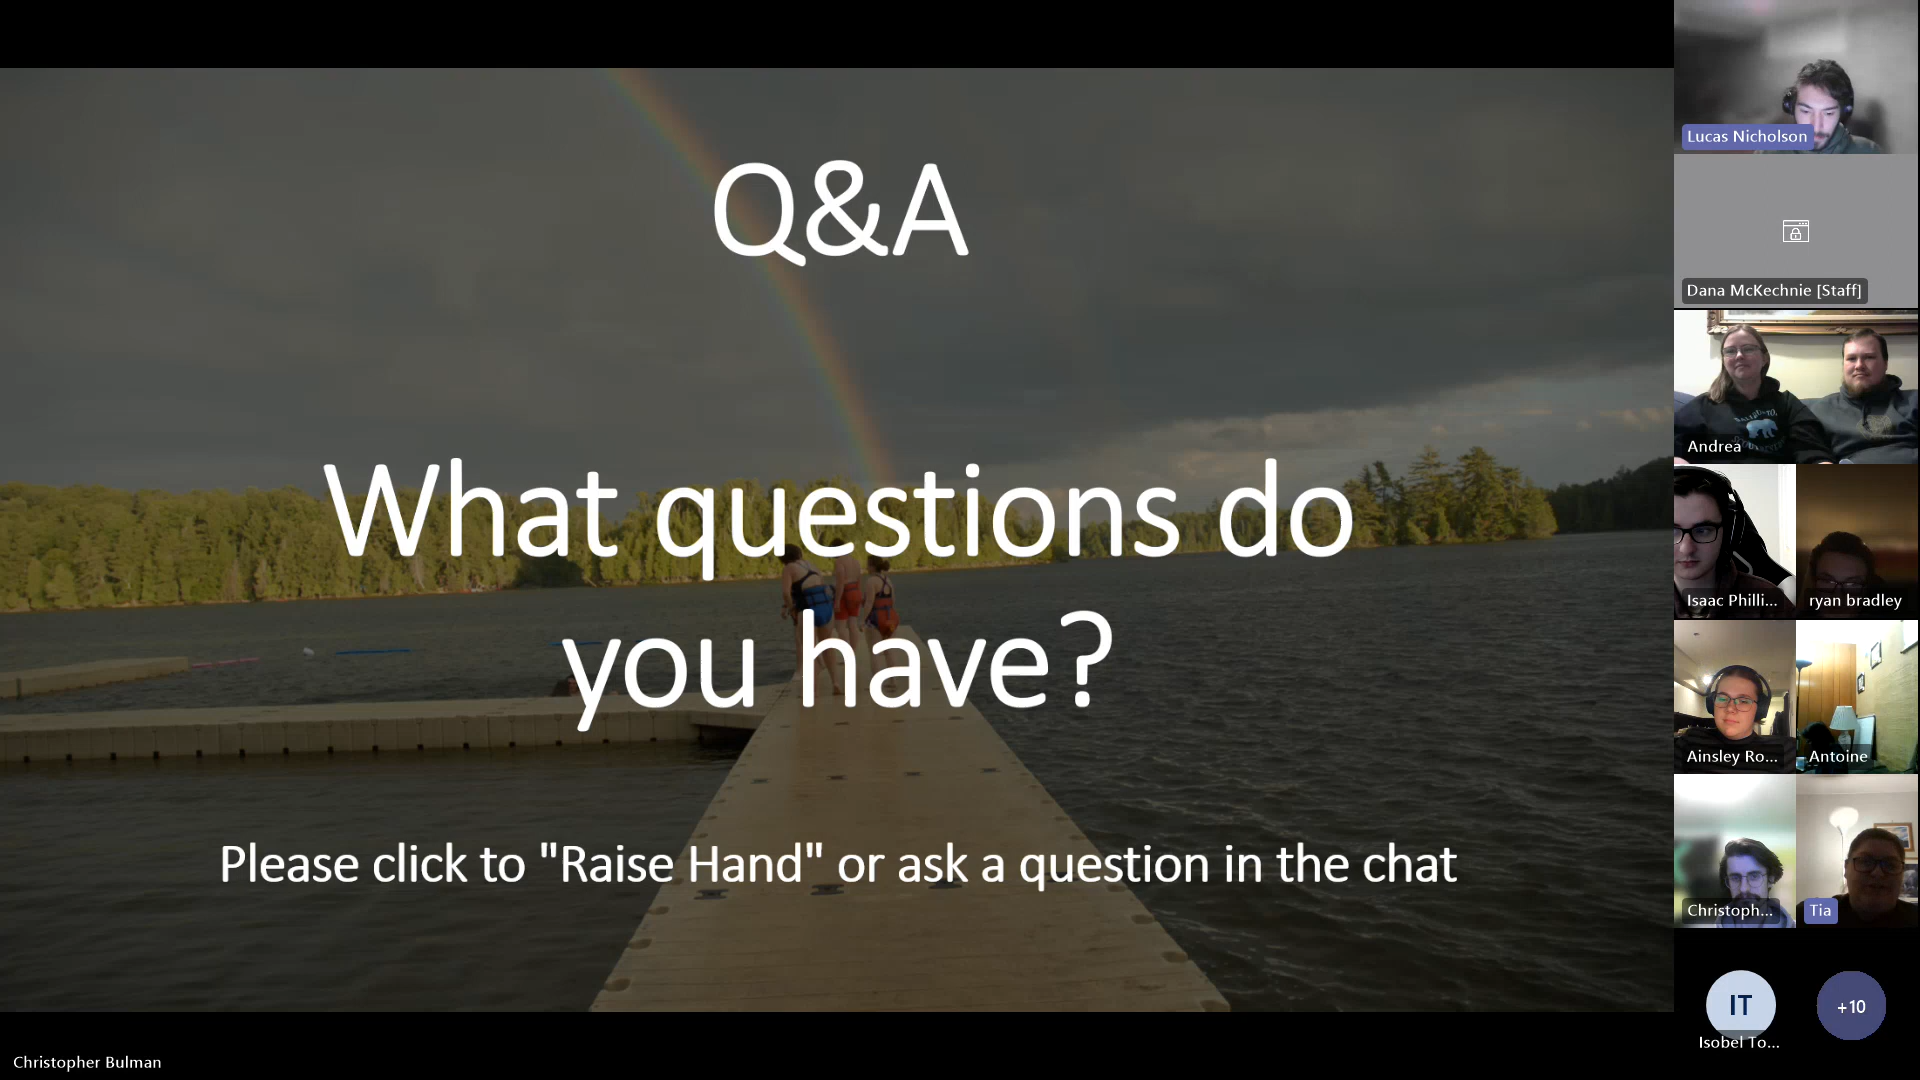 Q&A
What questions do
you have?
Please click to "Raise Hand" or ask a question in the chat
Christopher Bulman
Lucas Nicholson
Dana McKechnie [Staff]
Andrea
Isaac Philli...
ryan bradley
Ainsley Ro...
Antoine
Christoph...
Tia
IT
Isobel To...
+10